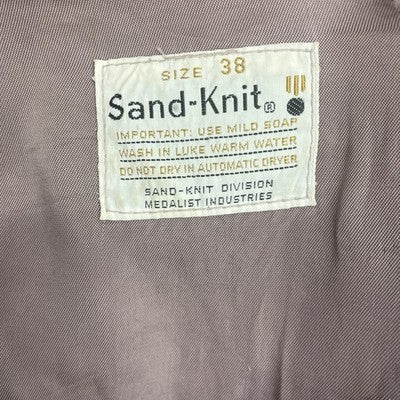 SIZE 38
Sand-Knit®
IMPORTANT: USE MILD SOAP
WASH IN LUKE WARM WATER
DO NOT DRY IN AUTOMATIC DRYER
SAND-KNIT DIVISION
MEDALIST INDUSTRIES